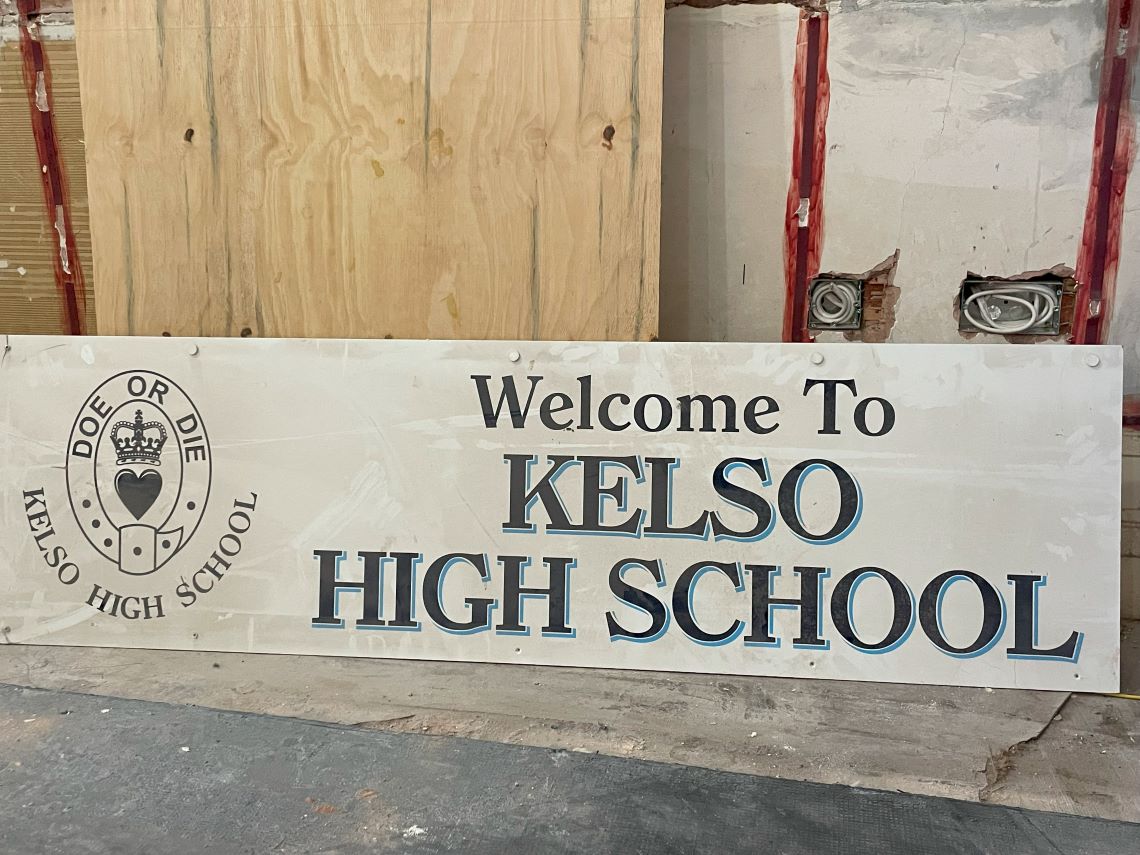 DOE OR DIE
KELSO HIGH SCHOOL
Welcome To
KELSO
HIGH SCHOOL